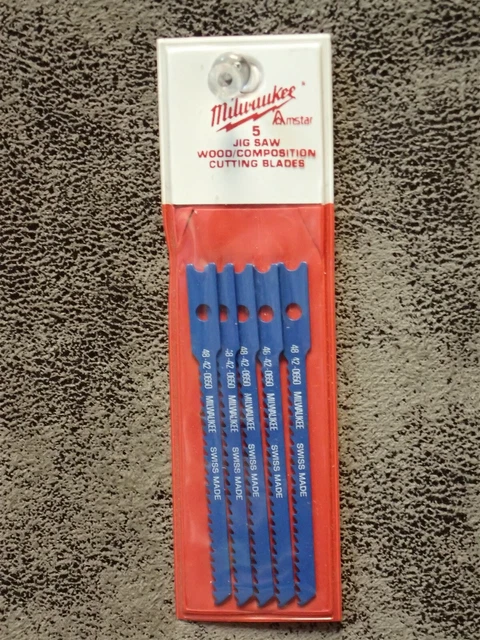 Milwaukee
Amstar
5
JIG SAW
WOOD/COMPOSITION
CUTTING BLADES
48-42-0650 MILWAUKEE SWISS MADE
48-42-0650 MILWAUKEE SWISS MADE
48-42-0650 MILWAUKEE SWISS MADE
48-42-0650 MILWAUKEE SWISS MADE
48-42-0650 MILWAUKEE SWISS MADE